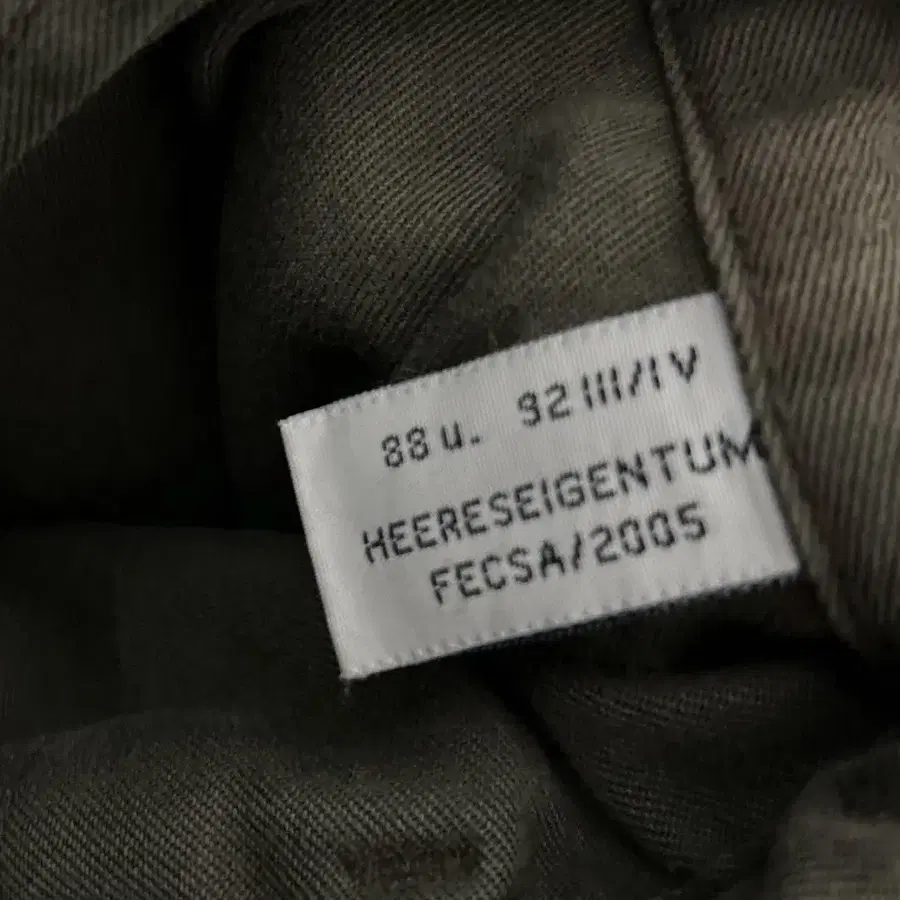 88 u. 92 III/IV
HEERESEIGENTUM
FECSA/2005